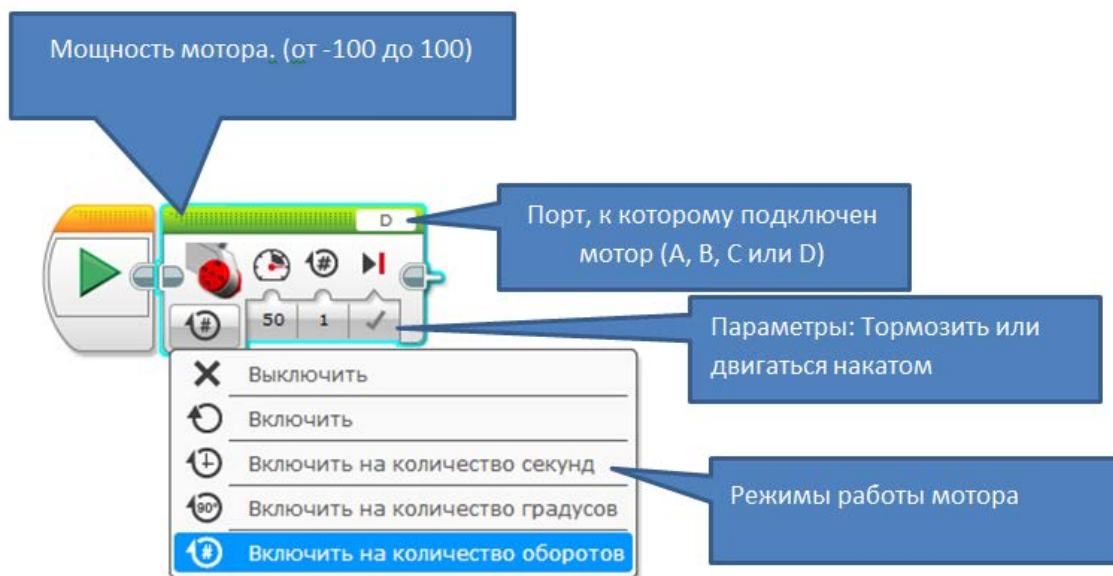 Мощность мотора. (от -100 до 100)
D
Порт, к которому подключен
мотор (A, B, C или D)
#
# 50 1
Параметры: Тормозить или
двигаться накатом
Выключить
Включить
Включить на количество секунд
90° Включить на количество градусов
# Включить на количество оборотов
Режимы работы мотора